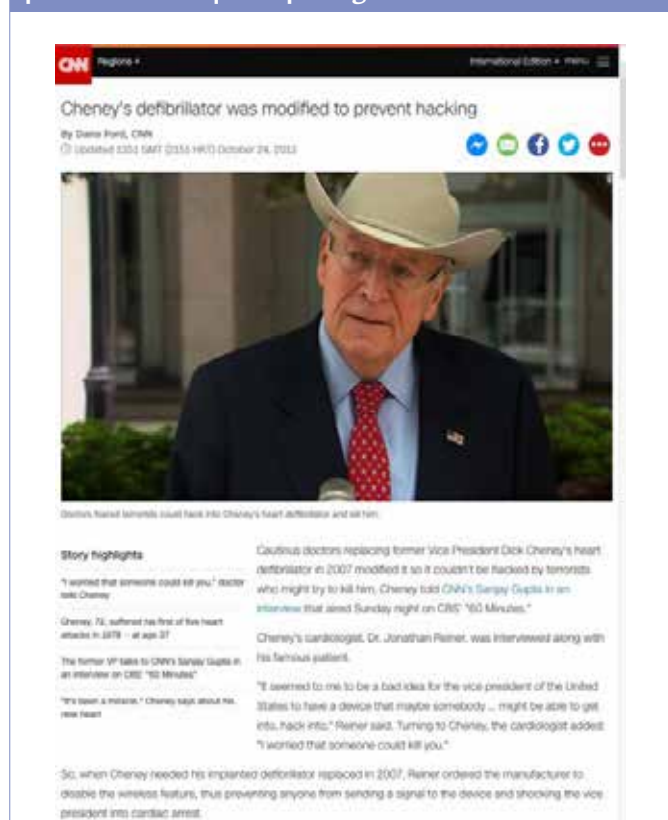 CNN Regions
International Edition menu
Cheney's defibrillator was modified to prevent hacking
By Dana Ford, CNN
Updated 1351 GMT (2151 HKT) October 24, 2013
Doctors feared terrorists could hack into Cheney's heart defibrillator and kill him.
Story highlights
"I worried that someone could kill you," doctor
told Cheney
Cheney, 72, suffered his first of five heart
attacks in 1978 -- at age 37
The former VP talks to CNN's Sanjay Gupta in
an interview on CBS' "60 Minutes"
"It's been a miracle," Cheney says about his
new heart
Cautious doctors replacing former Vice President Dick Cheney's heart
defibrillator in 2007 modified it so it couldn't be hacked by terrorists
who might try to kill him, Cheney told CNN's Sanjay Gupta in an
interview that aired Sunday night on CBS' "60 Minutes."
Cheney's cardiologist, Dr. Jonathan Reiner, was interviewed along with
his famous patient.
"It seemed to me to be a bad idea for the vice president of the United
States to have a device that maybe somebody ... might be able to get
into, hack into," Reiner said. Turning to Cheney, the cardiologist added:
"I worried that someone could kill you."
So, when Cheney needed his implanted defibrillator replaced in 2007, Reiner ordered the manufacturer to
disable the wireless feature, thus preventing anyone from sending a signal to the device and shocking the vice
president into cardiac arrest.